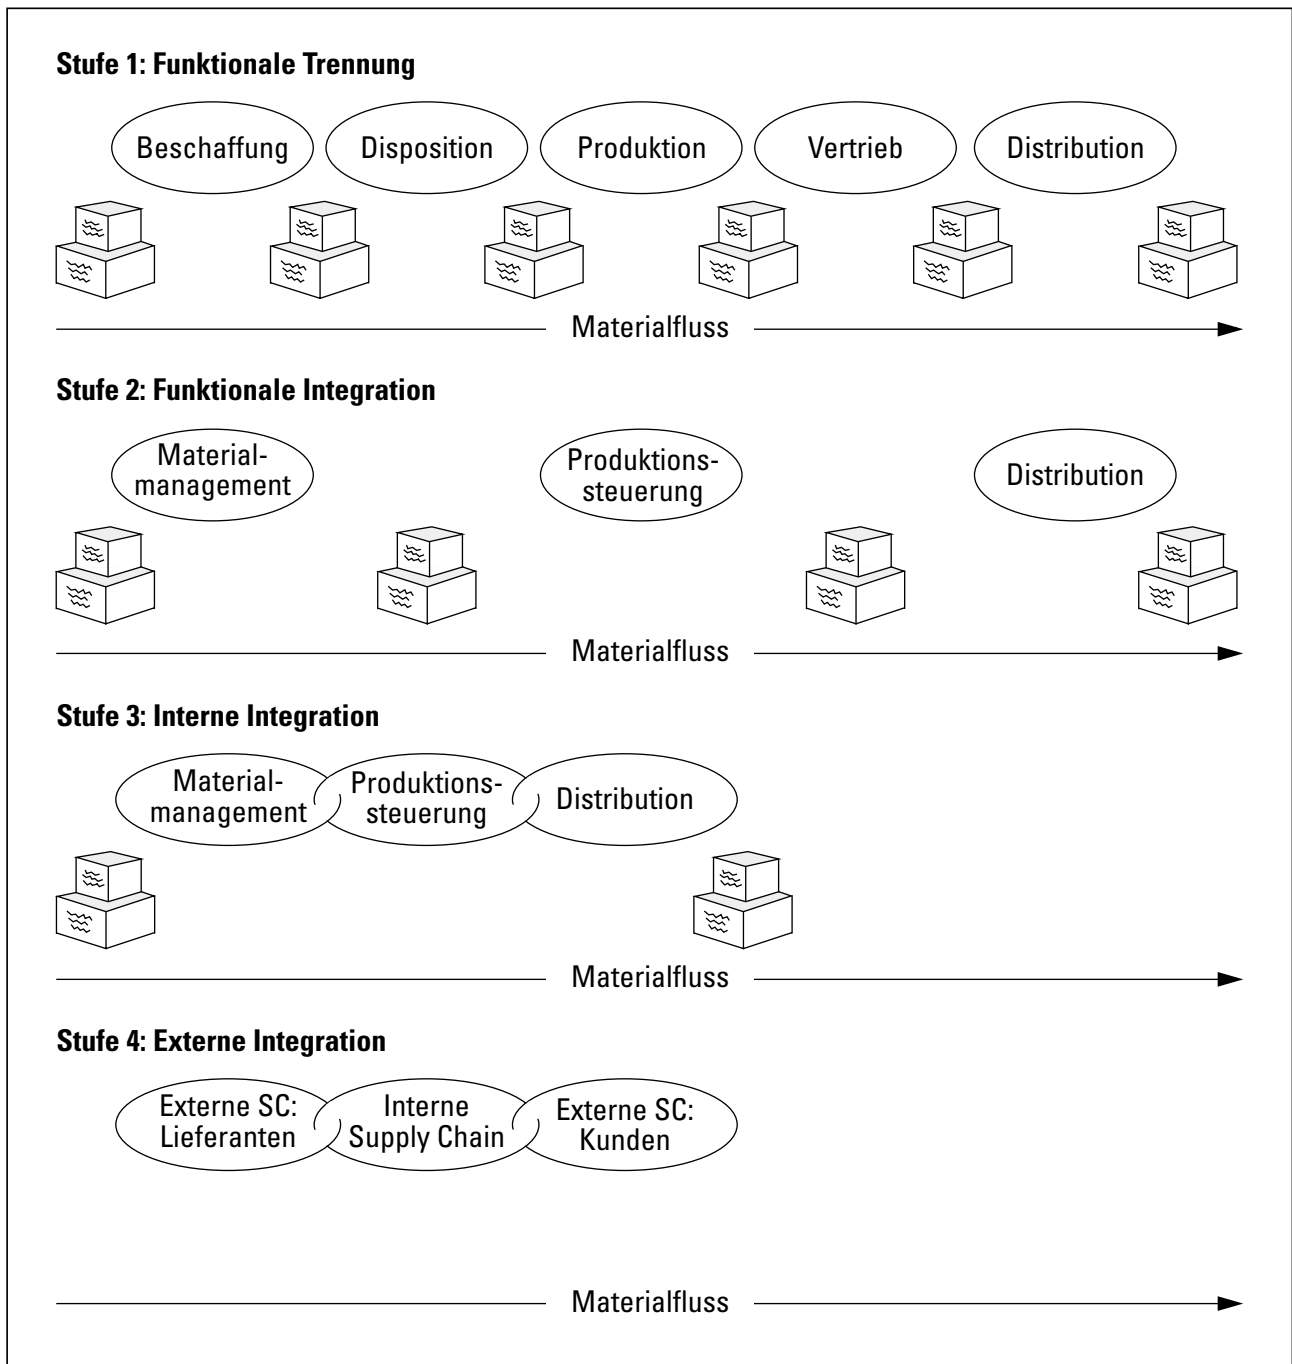 Stufe 1: Funktionale Trennung
Beschaffung Disposition Produktion Vertrieb Distribution
Materialfluss
Stufe 2: Funktionale Integration
Material-
management
Produktions-
steuerung
Distribution
Materialfluss
Stufe 3: Interne Integration
Material-
management
Produktions-
steuerung
Distribution
Materialfluss
Stufe 4: Externe Integration
Externe SC:
Lieferanten
Interne
Supply Chain
Externe SC:
Kunden
Materialfluss